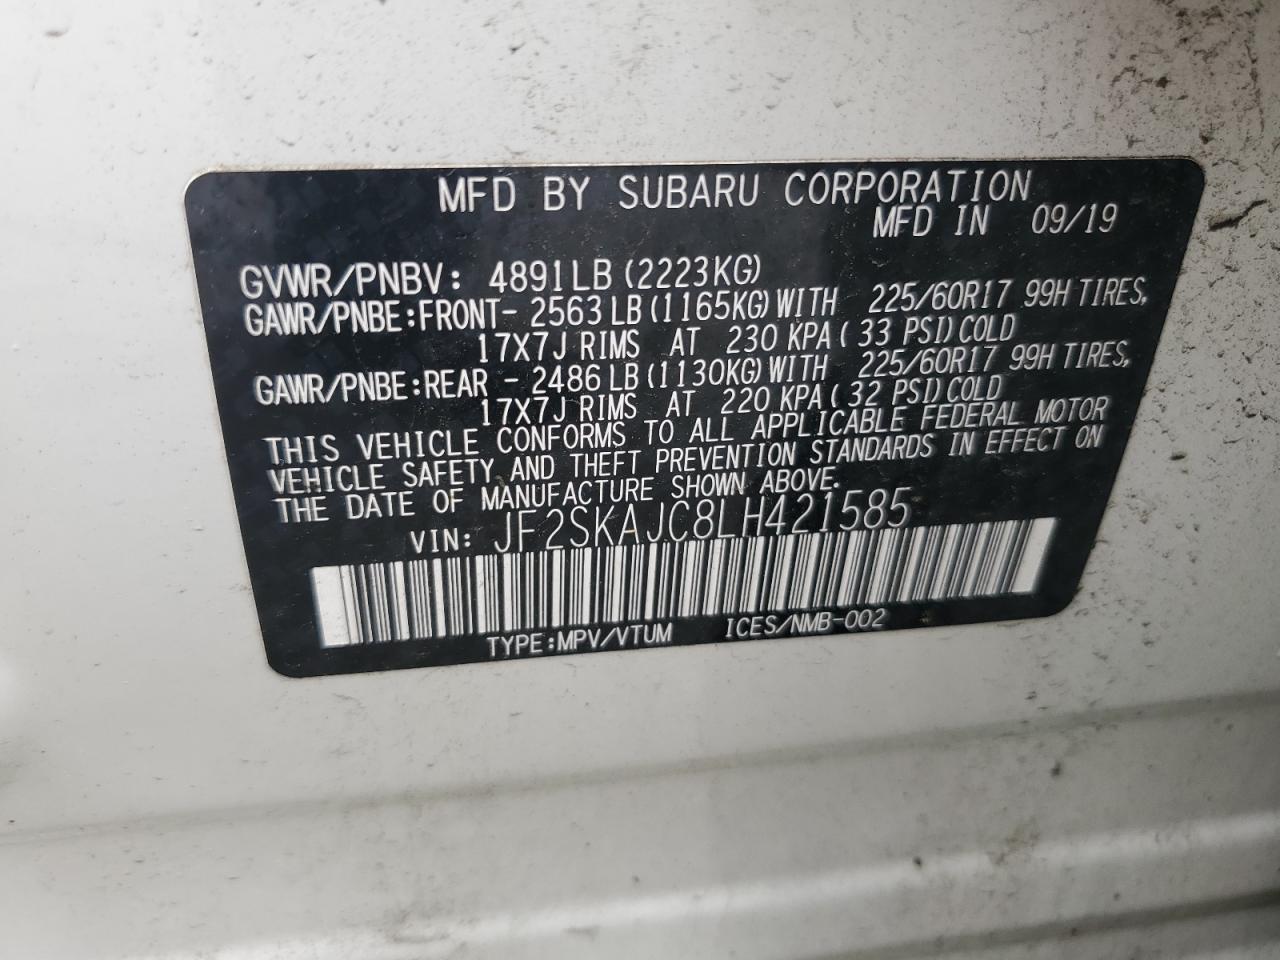 MFD BY SUBARU CORPORATION
MFD IN 09/19
GVWR/PNBV: 4891LB(2223KG)
GAWR/PNBE:FRONT- 2563LB(1165KG)WITH 225/60R17 99H TIRES,
17X7J RIMS AT 230 KPA( 33 PSI)COLD
GAWR/PNBE:REAR - 2486LB(1130KG)WITH 225/60R17 99H TIRES,
17X7J RIMS AT 220 KPA( 32 PSI)COLD
THIS VEHICLE CONFORMS TO ALL APPLICABLE FEDERAL MOTOR
VEHICLE SAFETY AND THEFT PREVENTION STANDARDS IN EFFECT ON
THE DATE OF MANUFACTURE SHOWN ABOVE.
VIN: JF2SKAJC8LH421585
TYPE:MPV/VTUM ICES/NMB-002